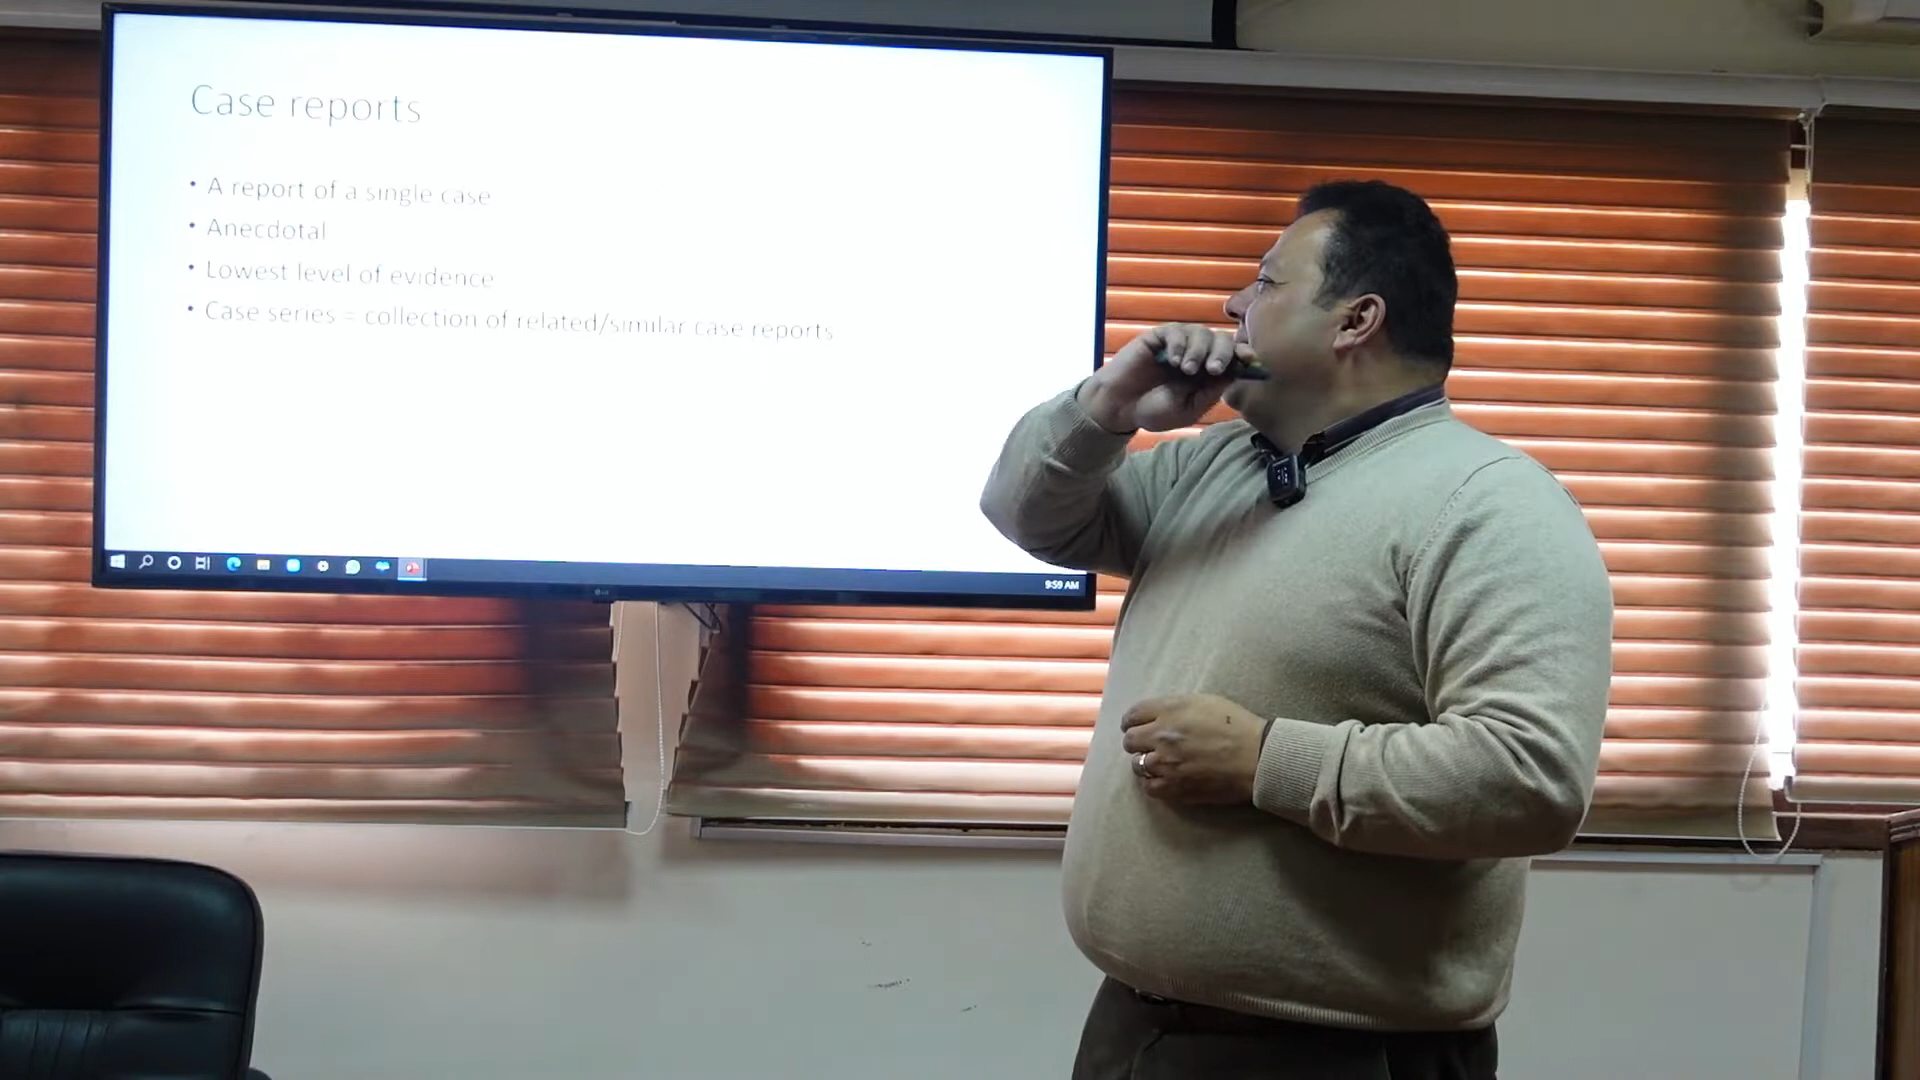 Case reports
• A report of a single case
• Anecdotal
• Lowest level of evidence
• Case series = collection of related/similar case reports
9:59 AM
LG